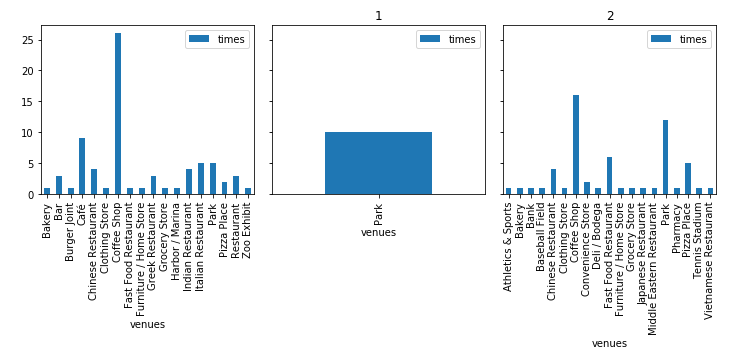 1
2
times
times
times
25
20
15
10
5
0
Bakery
Bar
Burger Joint
Café
Chinese Restaurant
Clothing Store
Coffee Shop
Fast Food Restaurant
Furniture / Home Store
Greek Restaurant
Grocery Store
Harbor / Marina
Indian Restaurant
Italian Restaurant
Park
Pizza Place
Restaurant
Zoo Exhibit
venues
Park
venues
Athletics & Sports
Bakery
Bank
Baseball Field
Chinese Restaurant
Clothing Store
Coffee Shop
Convenience Store
Deli / Bodega
Fast Food Restaurant
Furniture / Home Store
Grocery Store
Japanese Restaurant
Middle Eastern Restaurant
Park
Pharmacy
Pizza Place
Tennis Stadium
Vietnamese Restaurant
venues